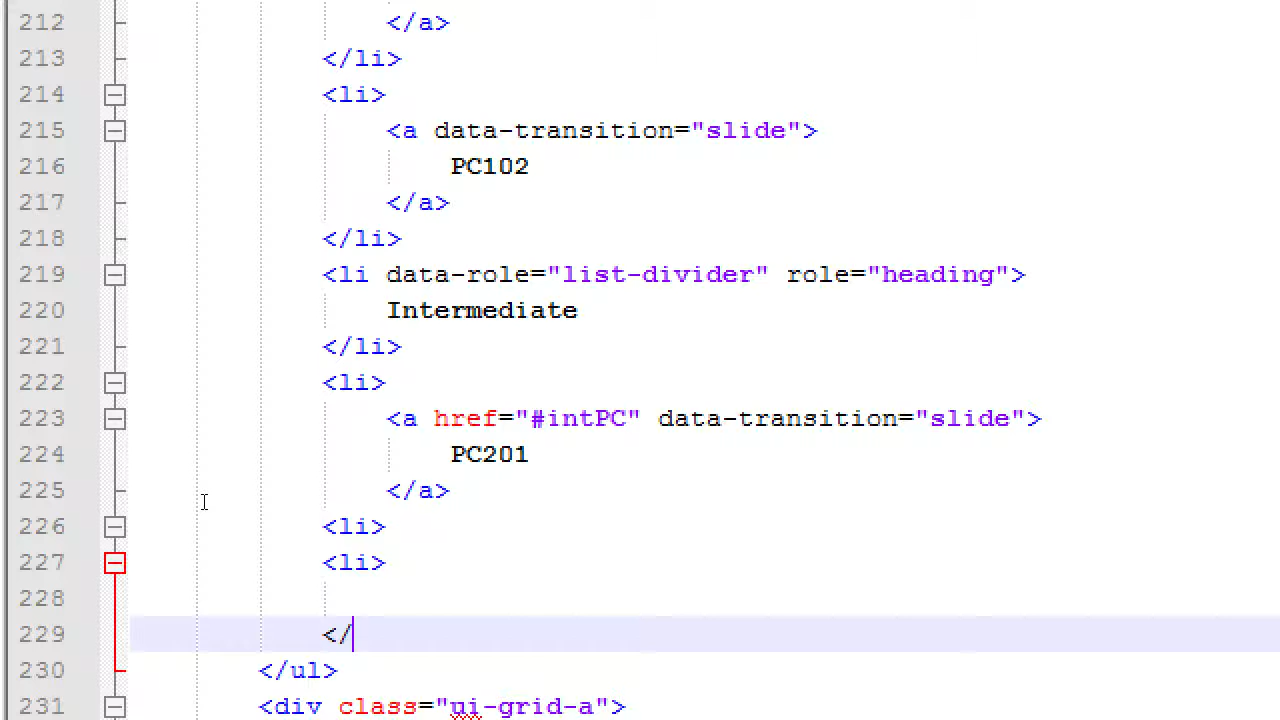 212 </a>
213 </li>
214 <li>
215 <a data-transition="slide">
216 PC102
217 </a>
218 </li>
219 <li data-role="list-divider" role="heading">
220 Intermediate
221 </li>
222 <li>
223 <a href="#intPC" data-transition="slide">
224 PC201
225 </a>
226 <li>
227 <li>
228
229 </
230 </ul>
231 <div class="ui-grid-a">